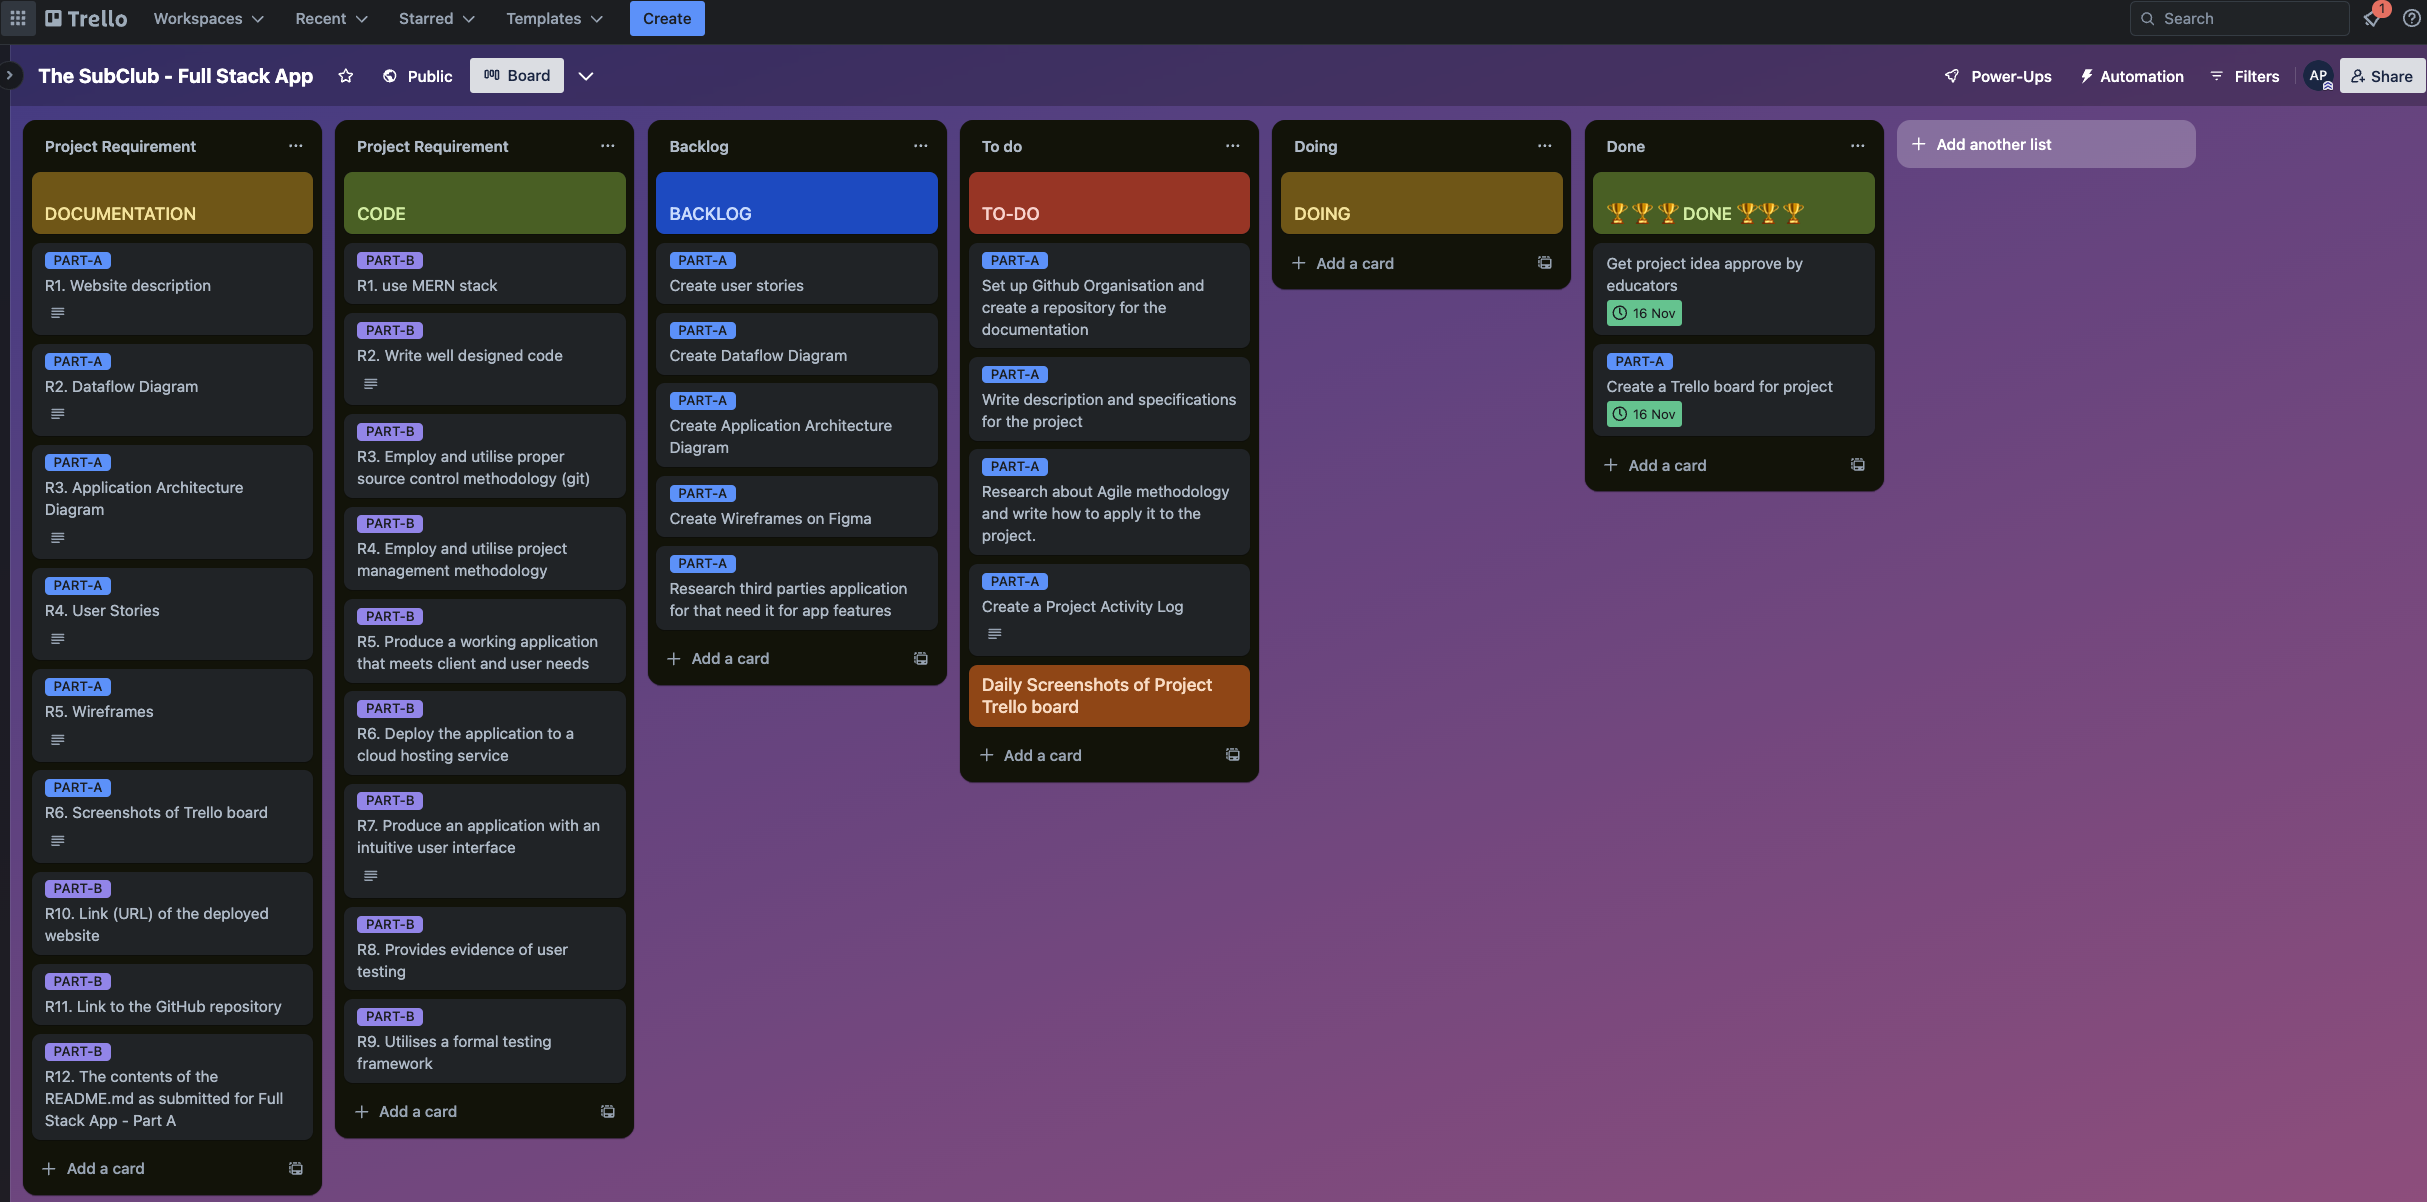 Trello
Workspaces
Recent
Starred
Templates
Create
Search
1
The SubClub - Full Stack App
Public
Board
Power-Ups
Automation
Filters
AP
Share
Project Requirement
DOCUMENTATION
PART-A
R1. Website description
PART-A
R2. Dataflow Diagram
PART-A
R3. Application Architecture
Diagram
PART-A
R4. User Stories
PART-A
R5. Wireframes
PART-A
R6. Screenshots of Trello board
PART-B
R10. Link (URL) of the deployed
website
PART-B
R11. Link to the GitHub repository
PART-B
R12. The contents of the
README.md as submitted for Full
Stack App - Part A
+ Add a card
Project Requirement
CODE
PART-B
R1. use MERN stack
PART-B
R2. Write well designed code
PART-B
R3. Employ and utilise proper
source control methodology (git)
PART-B
R4. Employ and utilise project
management methodology
PART-B
R5. Produce a working application
that meets client and user needs
PART-B
R6. Deploy the application to a
cloud hosting service
PART-B
R7. Produce an application with an
intuitive user interface
PART-B
R8. Provides evidence of user
testing
PART-B
R9. Utilises a formal testing
framework
+ Add a card
Backlog
BACKLOG
PART-A
Create user stories
PART-A
Create Dataflow Diagram
PART-A
Create Application Architecture
Diagram
PART-A
Create Wireframes on Figma
PART-A
Research third parties application
for that need it for app features
+ Add a card
To do
TO-DO
PART-A
Set up Github Organisation and
create a repository for the
documentation
PART-A
Write description and specifications
for the project
PART-A
Research about Agile methodology
and write how to apply it to the
project.
PART-A
Create a Project Activity Log
Daily Screenshots of Project
Trello board
+ Add a card
Doing
DOING
+ Add a card
Done
🏆🏆🏆DONE 🏆🏆🏆
Get project idea approve by
educators
16 Nov
PART-A
Create a Trello board for project
16 Nov
+ Add a card
+ Add another list